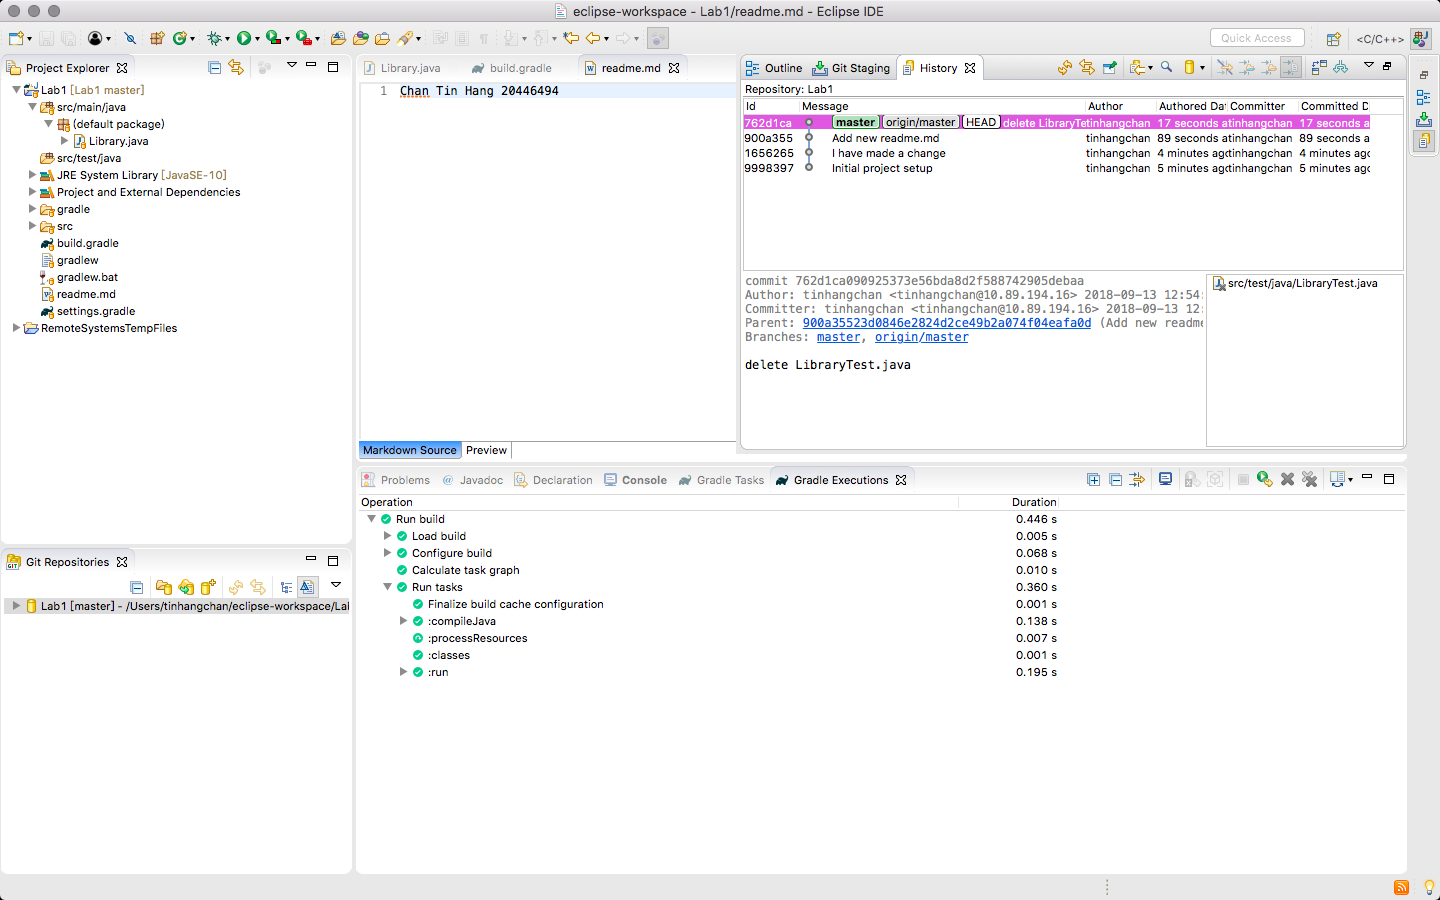 eclipse-workspace - Lab1/readme.md - Eclipse IDE
Quick Access
<C/C++>
Project Explorer
Lab1 [Lab1 master]
src/main/java
(default package)
Library.java
src/test/java
JRE System Library [JavaSE-10]
Project and External Dependencies
gradle
src
build.gradle
gradlew
gradlew.bat
readme.md
settings.gradle
RemoteSystemsTempFiles
Git Repositories
Lab1 [master] - /Users/tinhangchan/eclipse-workspace/Lab
Library.java
build.gradle
readme.md
1 Chan Tin Hang 20446494
Markdown Source
Preview
Outline
Git Staging
History
Repository: Lab1
Id Message Author Authored Dat Committer Committed D
762d1ca master origin/master HEAD delete LibraryTe tinhangchan 17 seconds a tinhangchan 17 seconds a
900a355 Add new readme.md tinhangchan 89 seconds a tinhangchan 89 seconds a
1656265 I have made a change tinhangchan 4 minutes ago tinhangchan 4 minutes ago
9998397 Initial project setup tinhangchan 5 minutes ago tinhangchan 5 minutes ago
commit 762d1ca090925373e56bda8d2f588742905debaa
Author: tinhangchan <tinhangchan@10.89.194.16> 2018-09-13 12:54:
Committer: tinhangchan <tinhangchan@10.89.194.16> 2018-09-13 12:
Parent: 900a35523d0846e2824d2ce49b2a074f04eafa0d (Add new readme
Branches: master, origin/master
delete LibraryTest.java
src/test/java/LibraryTest.java
Problems
Javadoc
Declaration
Console
Gradle Tasks
Gradle Executions
Operation Duration
Run build 0.446 s
Load build 0.005 s
Configure build 0.068 s
Calculate task graph 0.010 s
Run tasks 0.360 s
Finalize build cache configuration 0.001 s
:compileJava 0.138 s
:processResources 0.007 s
:classes 0.001 s
:run 0.195 s